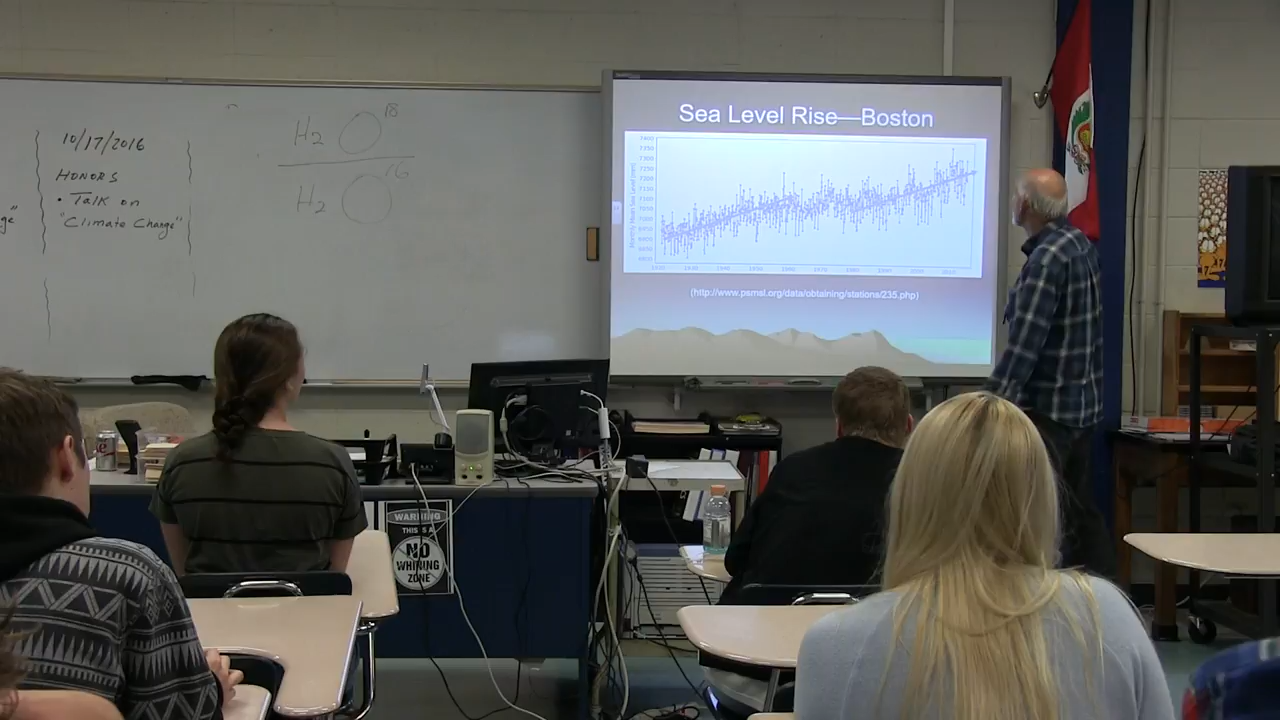 10/17/2016
HONORS
• Talk on
"Climate Change"
ge"
H2 O18
H2 O16
Sea Level Rise—Boston
(http://www.psmsl.org/data/obtaining/stations/235.php)
WARNING
THIS IS A
NO
WHINING
ZONE